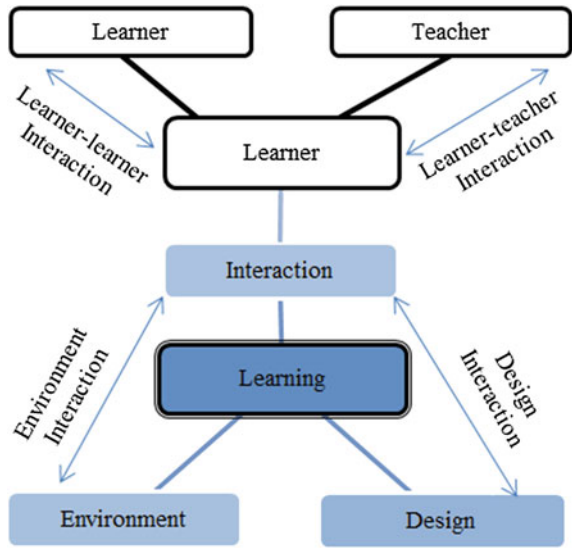 Learner
Teacher
Learner-learner
Interaction
Learner-teacher
Interaction
Learner
Interaction
Environment
Interaction
Design
Interaction
Learning
Environment
Design